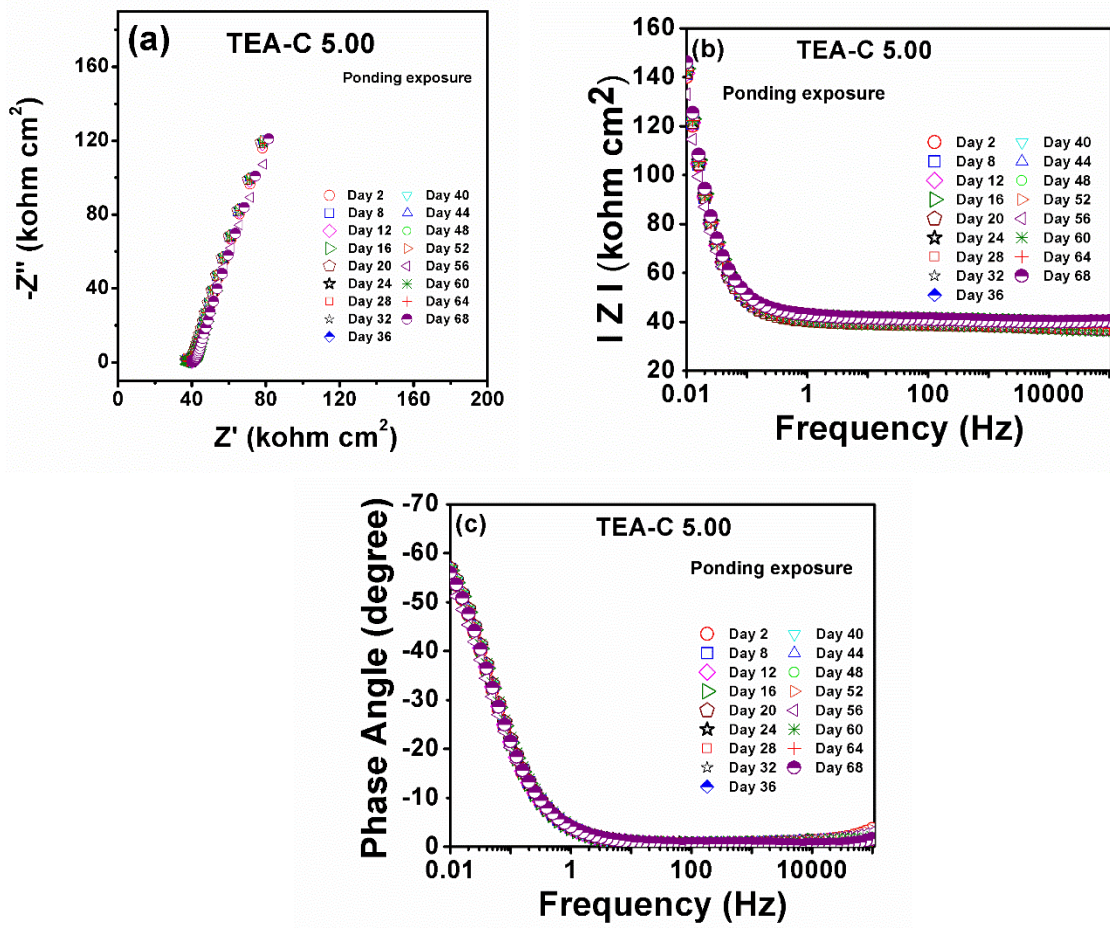 (a)
TEA-C 5.00
Ponding exposure
-Z'' (kohm cm2)
160
120
80
40
0
Day 2 Day 40
Day 8 Day 44
Day 12 Day 48
Day 16 Day 52
Day 20 Day 56
Day 24 Day 60
Day 28 Day 64
Day 32 Day 68
Day 36
0 40 80 120 160 200
Z' (kohm cm2)
(b)
TEA-C 5.00
Ponding exposure
I Z I ( kohm cm2)
160
140
120
100
80
60
40
20
Day 2 Day 40
Day 8 Day 44
Day 12 Day 48
Day 16 Day 52
Day 20 Day 56
Day 24 Day 60
Day 28 Day 64
Day 32 Day 68
Day 36
0.01 1 100 10000
Frequency (Hz)
(c)
TEA-C 5.00
Ponding exposure
Phase Angle (degree)
-70
-60
-50
-40
-30
-20
-10
0
Day 2 Day 40
Day 8 Day 44
Day 12 Day 48
Day 16 Day 52
Day 20 Day 56
Day 24 Day 60
Day 28 Day 64
Day 32 Day 68
Day 36
0.01 1 100 10000
Frequency (Hz)